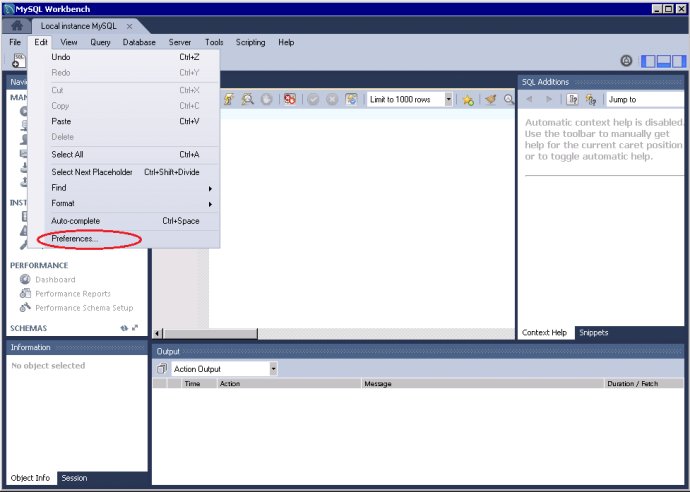 MySQL Workbench
Local instance MySQL ×
File Edit View Query Database Server Tools Scripting Help
Undo Ctrl+Z
Redo Ctrl+Y
Cut Ctrl+X
Copy Ctrl+C
Paste Ctrl+V
Delete
Select All Ctrl+A
Select Next Placeholder Ctrl+Shift+Divide
Find
Format
Auto-complete Ctrl+Space
Preferences...
Navi
MAN
INST
PERFORMANCE
Dashboard
Performance Reports
Performance Schema Setup
SCHEMAS
Limit to 1000 rows
SQL Additions
Jump to
Automatic context help is disabled.
Use the toolbar to manually get
help for the current caret position
or to toggle automatic help.
Context Help Snippets
Information
No object selected
Object Info Session
Output
Action Output
Time Action Message Duration / Fetch